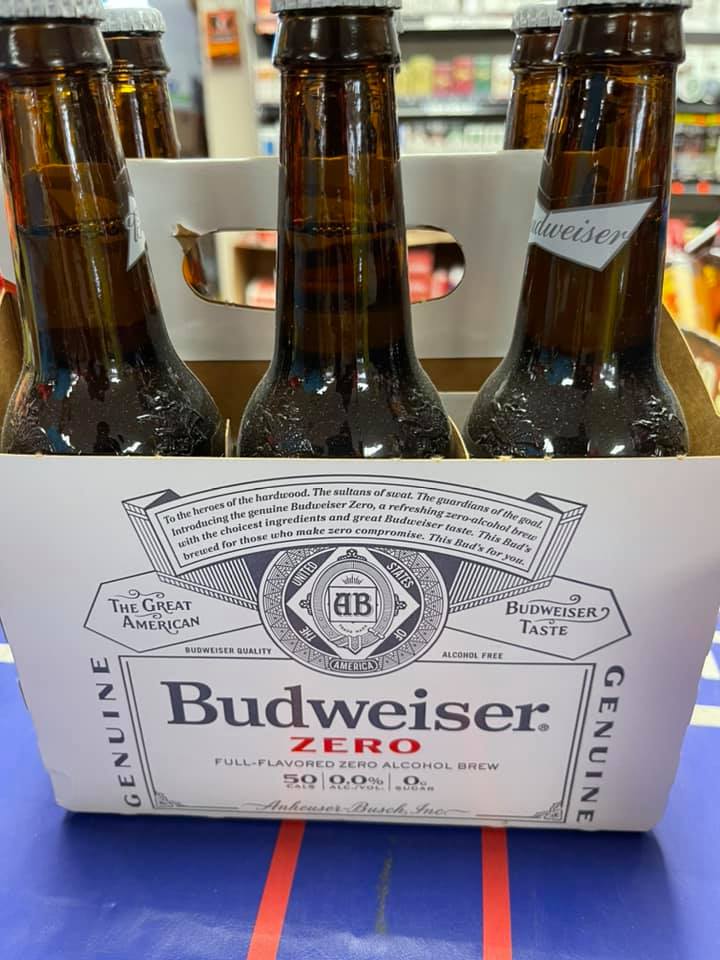 dweiser
To the heroes of the hardwood. The sultans of swat. The guardians of the goal.
Introducing the genuine Budweiser Zero, a refreshing zero-alcohol brew
with the choicest ingredients and great Budweiser taste. This Bud's
brewed for those who make zero compromise. This Bud's for you.
THE UNITED STATES OF
AMERICA
AB
TRADE MARK
THE GREAT
AMERICAN
BUDWEISER
TASTE
BUDWEISER QUALITY
ALCOHOL FREE
GENUINE
GENUINE
Budweiser®
ZERO
FULL-FLAVORED ZERO ALCOHOL BREW
50 CALS | 0.0% ALC./VOL. | 0G SUGAR
Anheuser-Busch, Inc.